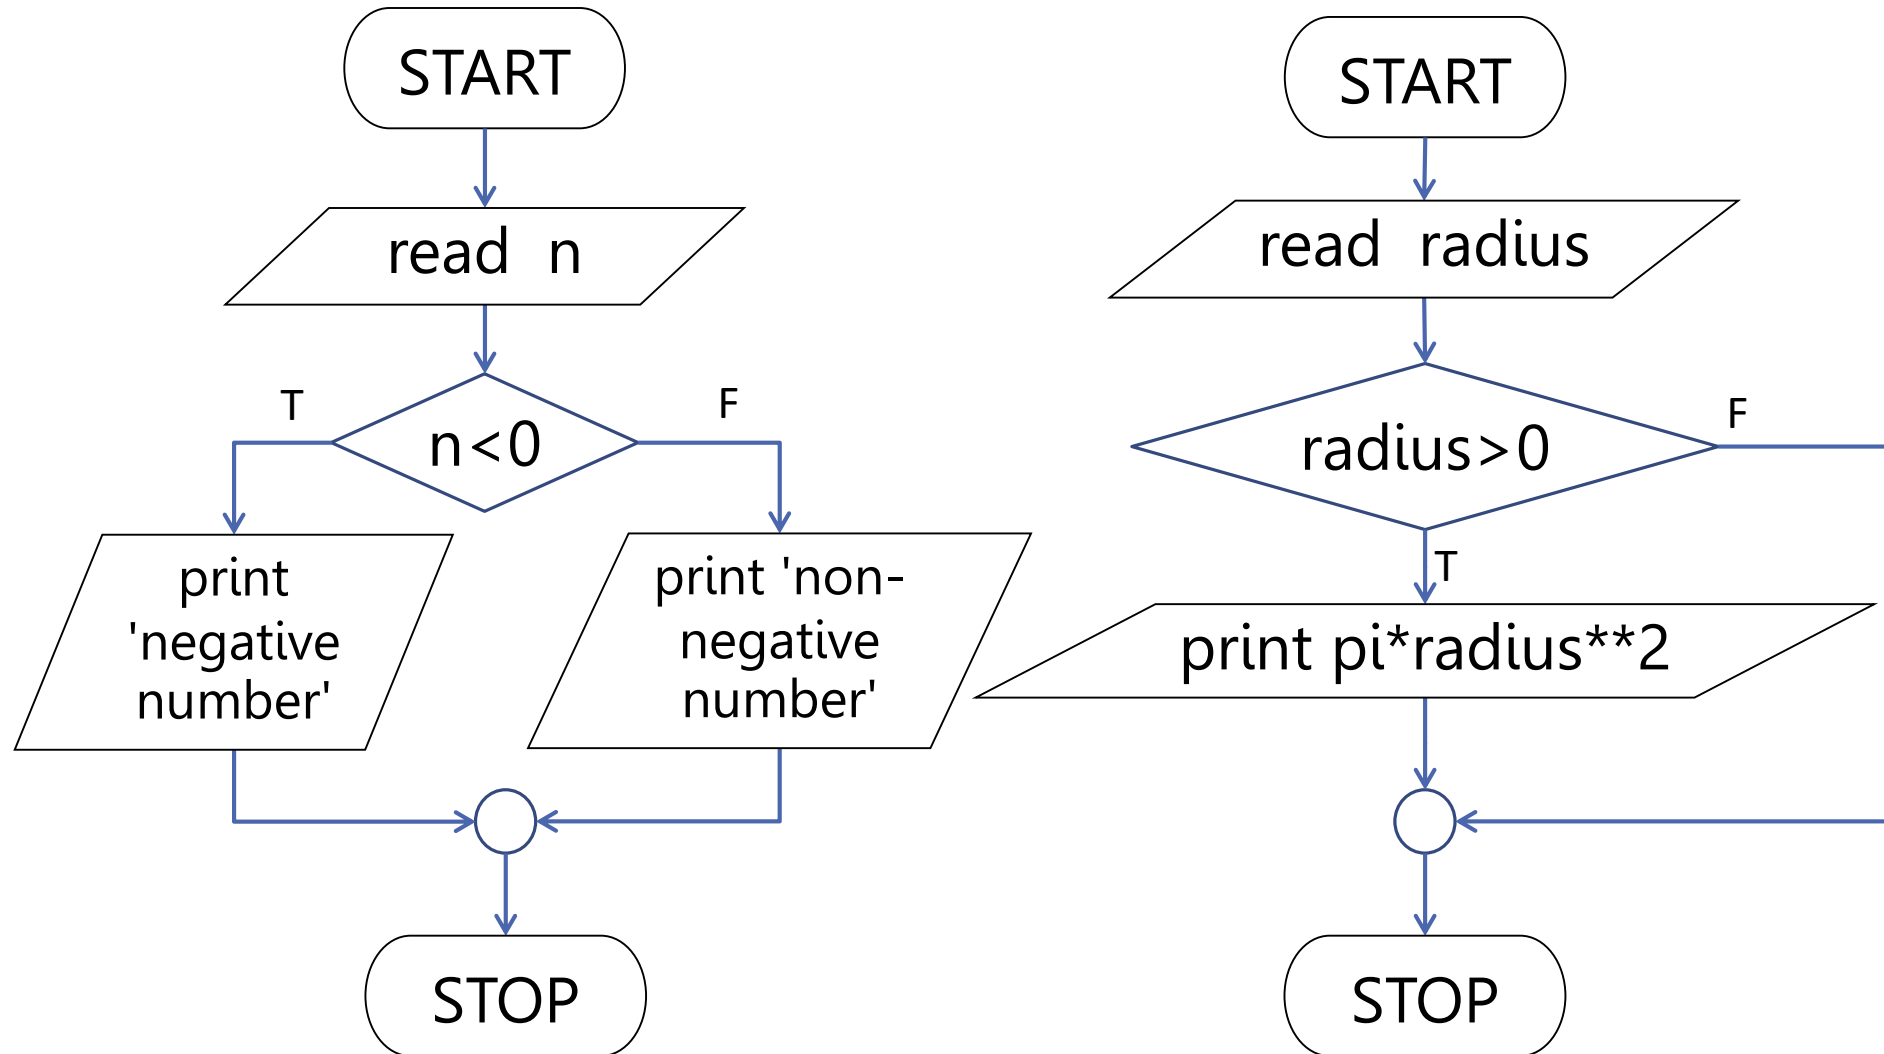 START
read n
T
F
n<0
print
'negative
number'
print 'non-
negative
number'
STOP
START
read radius
F
radius>0
T
print pi*radius**2
STOP